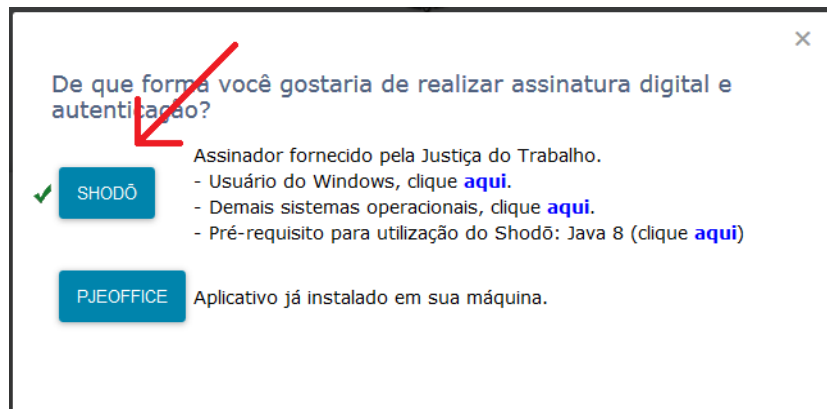 De que forma você gostaria de realizar assinatura digital e
autenticação?
Assinador fornecido pela Justiça do Trabalho.
SHODŌ
- Usuário do Windows, clique aqui.
- Demais sistemas operacionais, clique aqui.
- Pré-requisito para utilização do Shodō: Java 8 (clique aqui)
PJEOFFICE
Aplicativo já instalado em sua máquina.